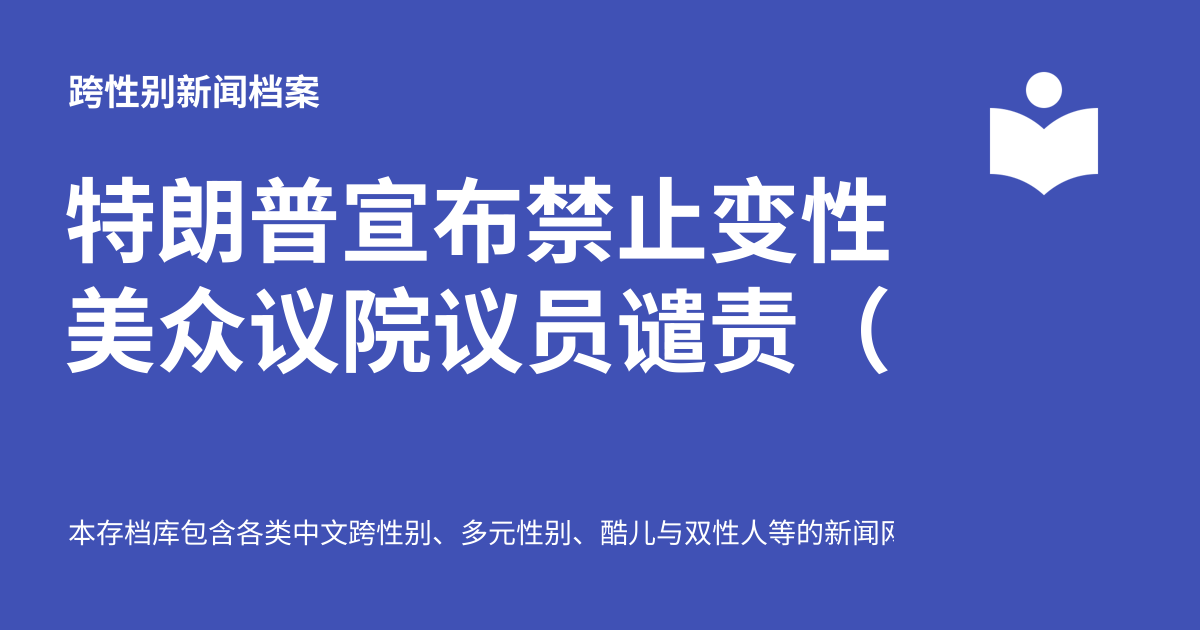 跨性别新闻档案
特朗普宣布禁止变性
美众议院议员谴责（
本存档库包含各类中文跨性别、多元性别、酷儿与双性人等的新闻